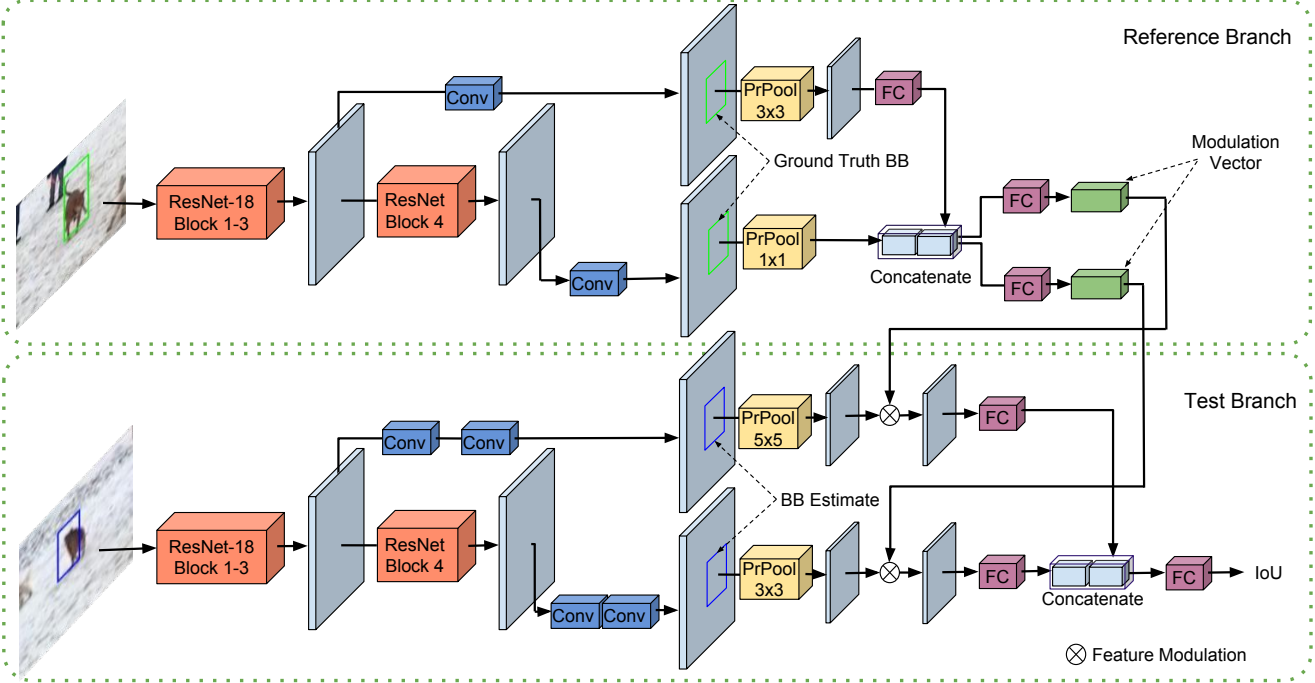 Reference Branch
Conv
PrPool
3x3
FC
Ground Truth BB
Modulation
Vector
ResNet-18
Block 1-3
ResNet
Block 4
Conv
PrPool
1x1
Concatenate
FC
FC
Test Branch
Conv
Conv
PrPool
5x5
FC
BB Estimate
ResNet-18
Block 1-3
ResNet
Block 4
Conv
Conv
PrPool
3x3
FC
Concatenate
FC
IoU
Feature Modulation